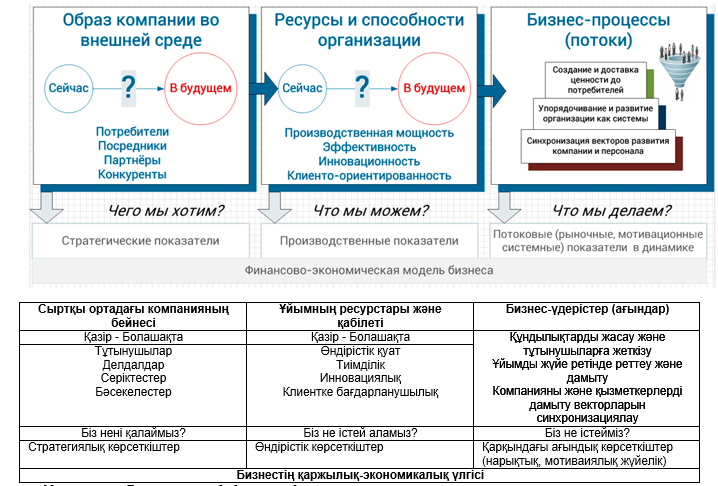 Образ компании во
внешней среде
Сейчас
?
В будущем
Потребители
Посредники
Партнёры
Конкуренты
Ресурсы и способности
организации
Сейчас
?
В будущем
Производственная мощность
Эффективность
Инновационность
Клиенто-ориентированность
Бизнес-процессы
(потоки)
Создание и доставка
ценности до
потребителей
Упорядочивание и развитие
организации как системы
Синхронизация векторов развития
компании и персонала
Чего мы хотим?
Что мы можем?
Что мы делаем?
Стратегические показатели
Производственные показатели
Потоковые (рыночные, мотивационные
системные) показатели в динамике
Финансово-экономическая модель бизнеса
Сыртқы ортадағы компанияның
бейнесі
Ұйымның ресурстары және
қабілеті
Бизнес-үдерістер (ағындар)
Қазір - Болашақта
Қазір - Болашақта
Тұтынушылар
Делдалдар
Серіктестер
Бәсекелестер
Өндірістік қуат
Тиімділік
Инновациялық
Клиентке бағдарланушылық
Құндылықтарды жасау және
тұтынушыларға жеткізу
Ұйымды жүйе ретінде реттеу және
дамыту
Компанияны және қызметкерлерді
дамыту векторларын
синхронизациялау
Біз нені қалаймыз?
Біз не істей аламыз?
Біз не істейміз?
Стратегиялық көрсеткіштер
Өндірістік көрсеткіштер
Қарқындағы ағындық көрсеткіштер
(нарықтық, мотиваиялық жүйелік)
Бизнестің қаржылық-экономикалық үлгісі